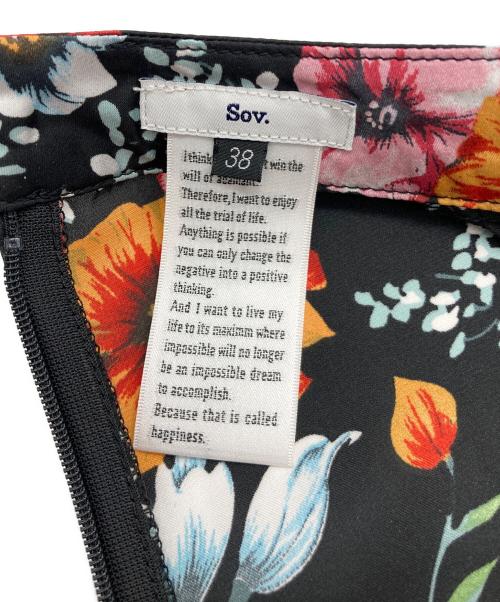 Sov.
38
I think win the
will of
Therefore, I want to enjoy
all the trial of life.
Anything is possible if
you can only change the
negative into a positive
thinking.
And I want to live my
life to its maximm where
impossible will no longer
be an impossible dream
to accomplish.
Because that is called
happiness.